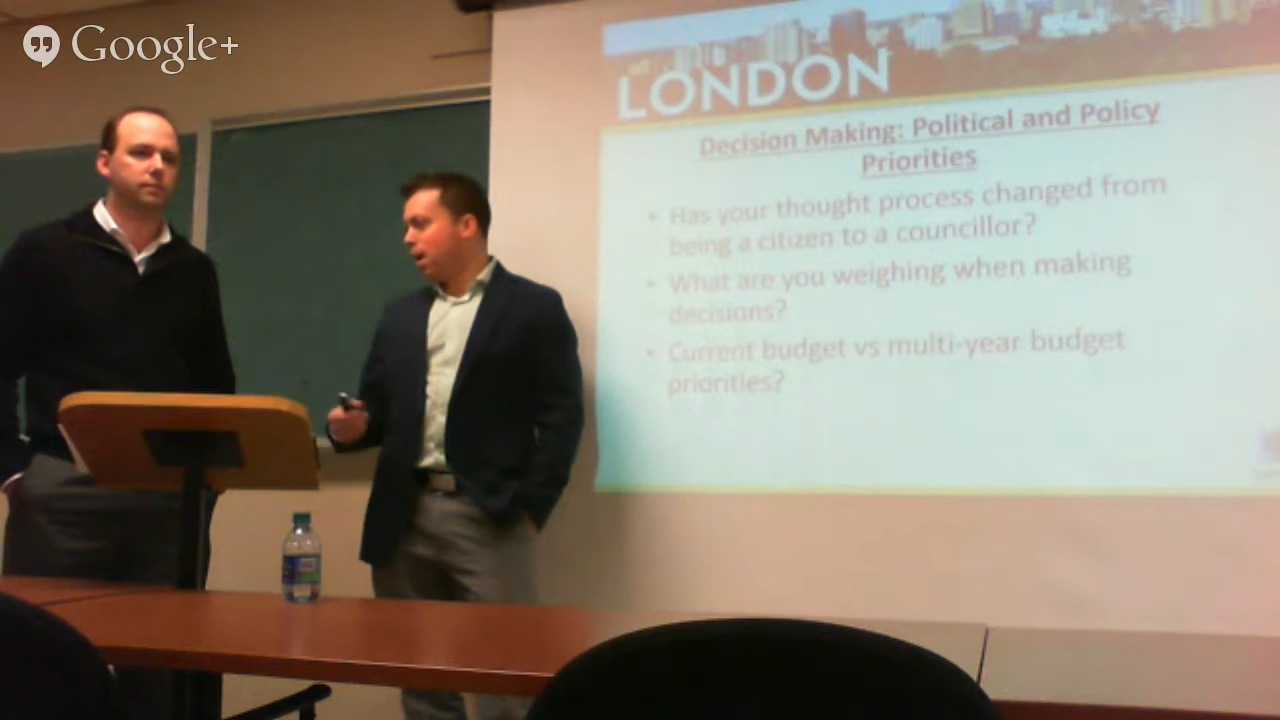 Google+
LONDON
Decision Making: Political and Policy
Priorities
• Has your thought process changed from
being a citizen to a councillor?
• What are you weighing when making
decisions?
• Current budget vs multi-year budget
priorities?